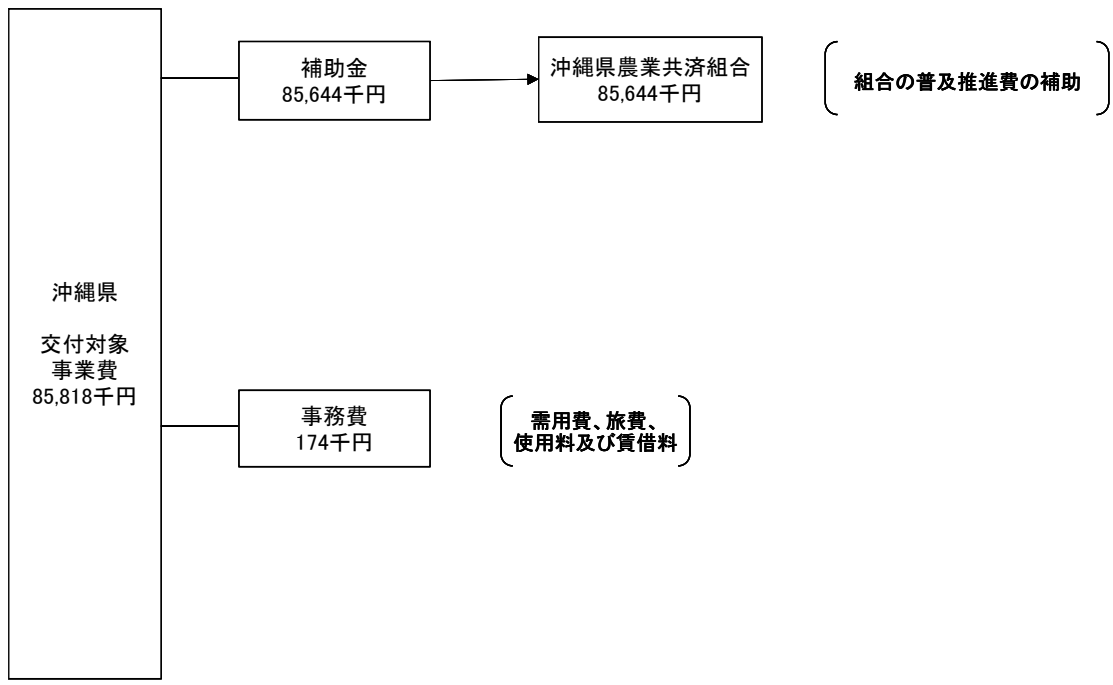 補助金
85,644千円
沖縄県農業共済組合
85,644千円
組合の普及推進費の補助
沖縄県
交付対象
事業費
85,818千円
事務費
174千円
需用費、旅費、
使用料及び賃借料